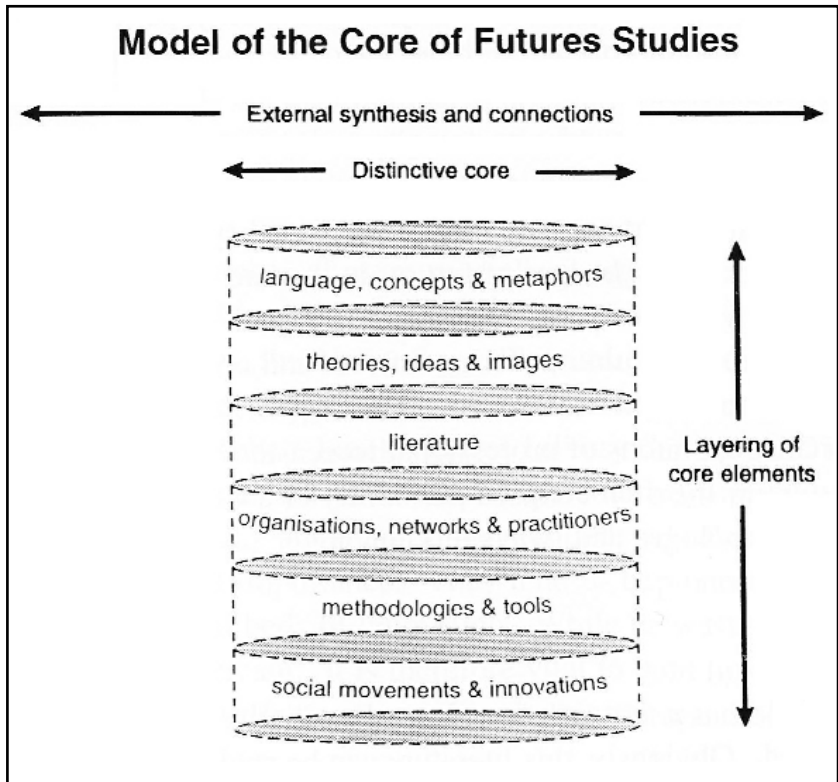 Model of the Core of Futures Studies
External synthesis and connections
Distinctive core
language, concepts & metaphors
theories, ideas & images
literature
organisations, networks & practitioners
methodologies & tools
social movements & innovations
Layering of
core elements